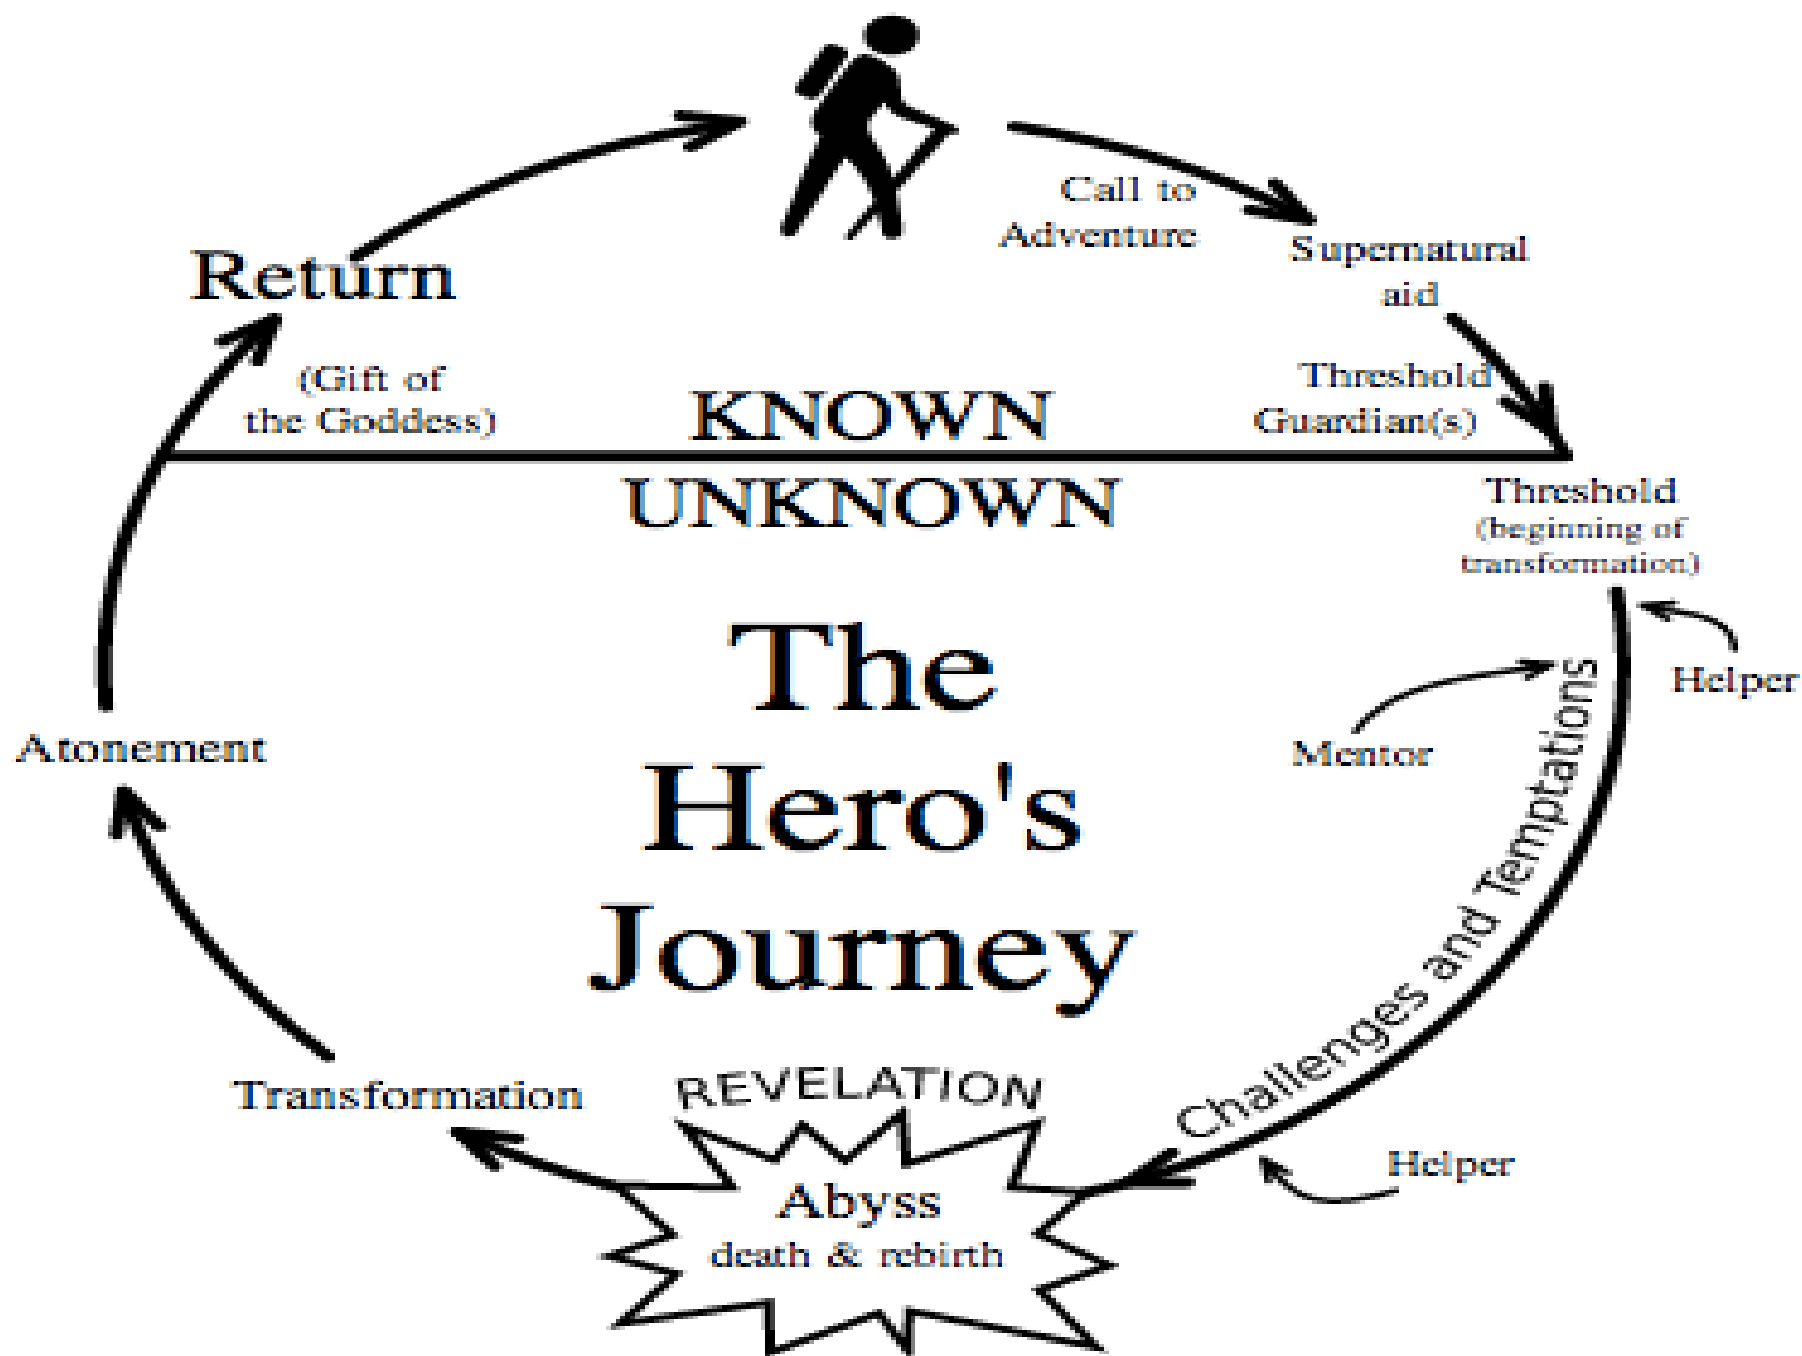 Call to
Adventure
Supernatural
aid
Return
(Gift of
the Goddess)
KNOWN
Threshold
Guardian(s)
UNKNOWN
Threshold
(beginning of
transformation)
Helper
Mentor
Challenges and Temptations
The
Hero's
Journey
Atonement
Transformation
REVELATION
Abyss
death & rebirth
Helper